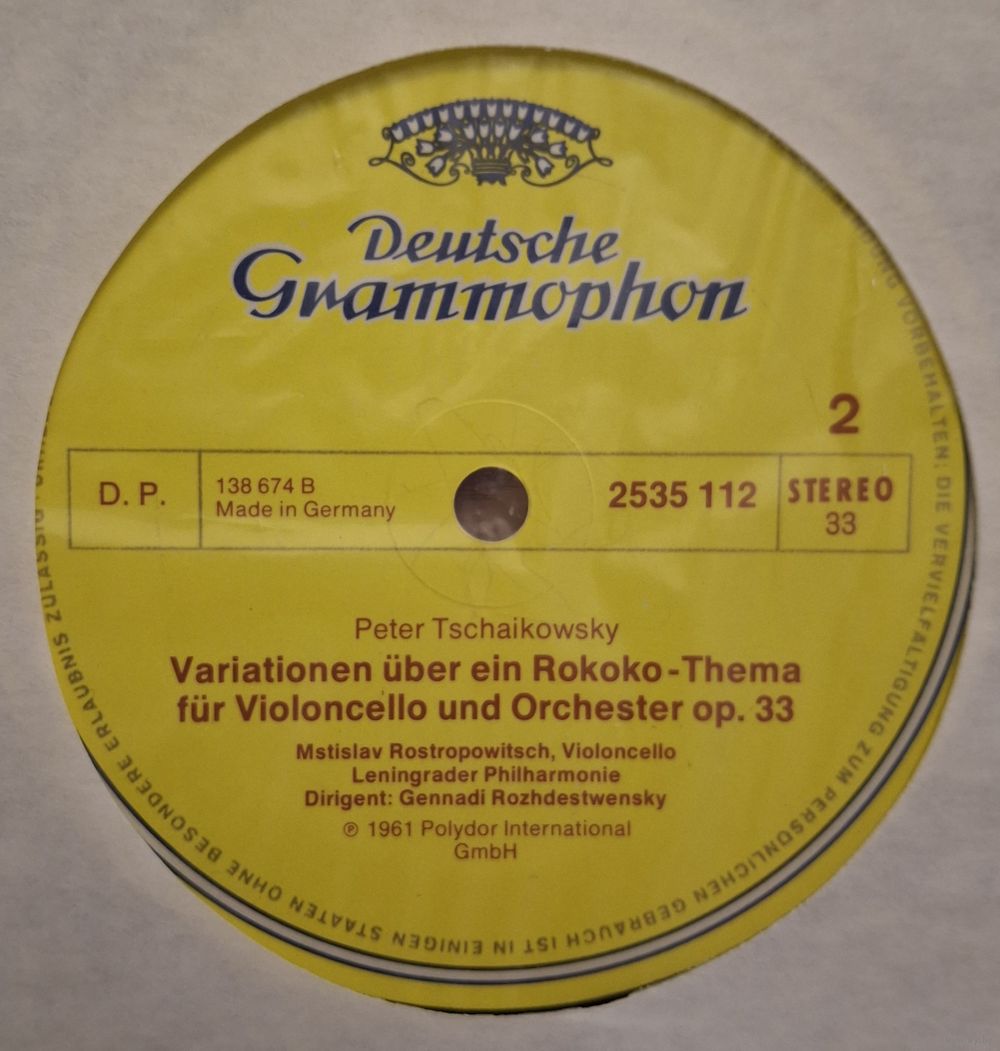 Deutsche
Grammophon
2
D. P.
138 674 B
Made in Germany
2535 112
STEREO
33
Peter Tschaikowsky
Variationen über ein Rokoko-Thema
für Violoncello und Orchester op. 33
Mstislav Rostropowitsch, Violoncello
Leningrader Philharmonie
Dirigent: Gennadi Rozhdestwensky
℗ 1961 Polydor International
GmbH
VORBEHALTEN: DIE VERVIELFÄLTIGUNG ZUM PERSÖNLICHEN GEBRAUCH IST IN EINIGEN STAATEN OHNE BESONDERE ERLAUBNIS ZULÄSSIG